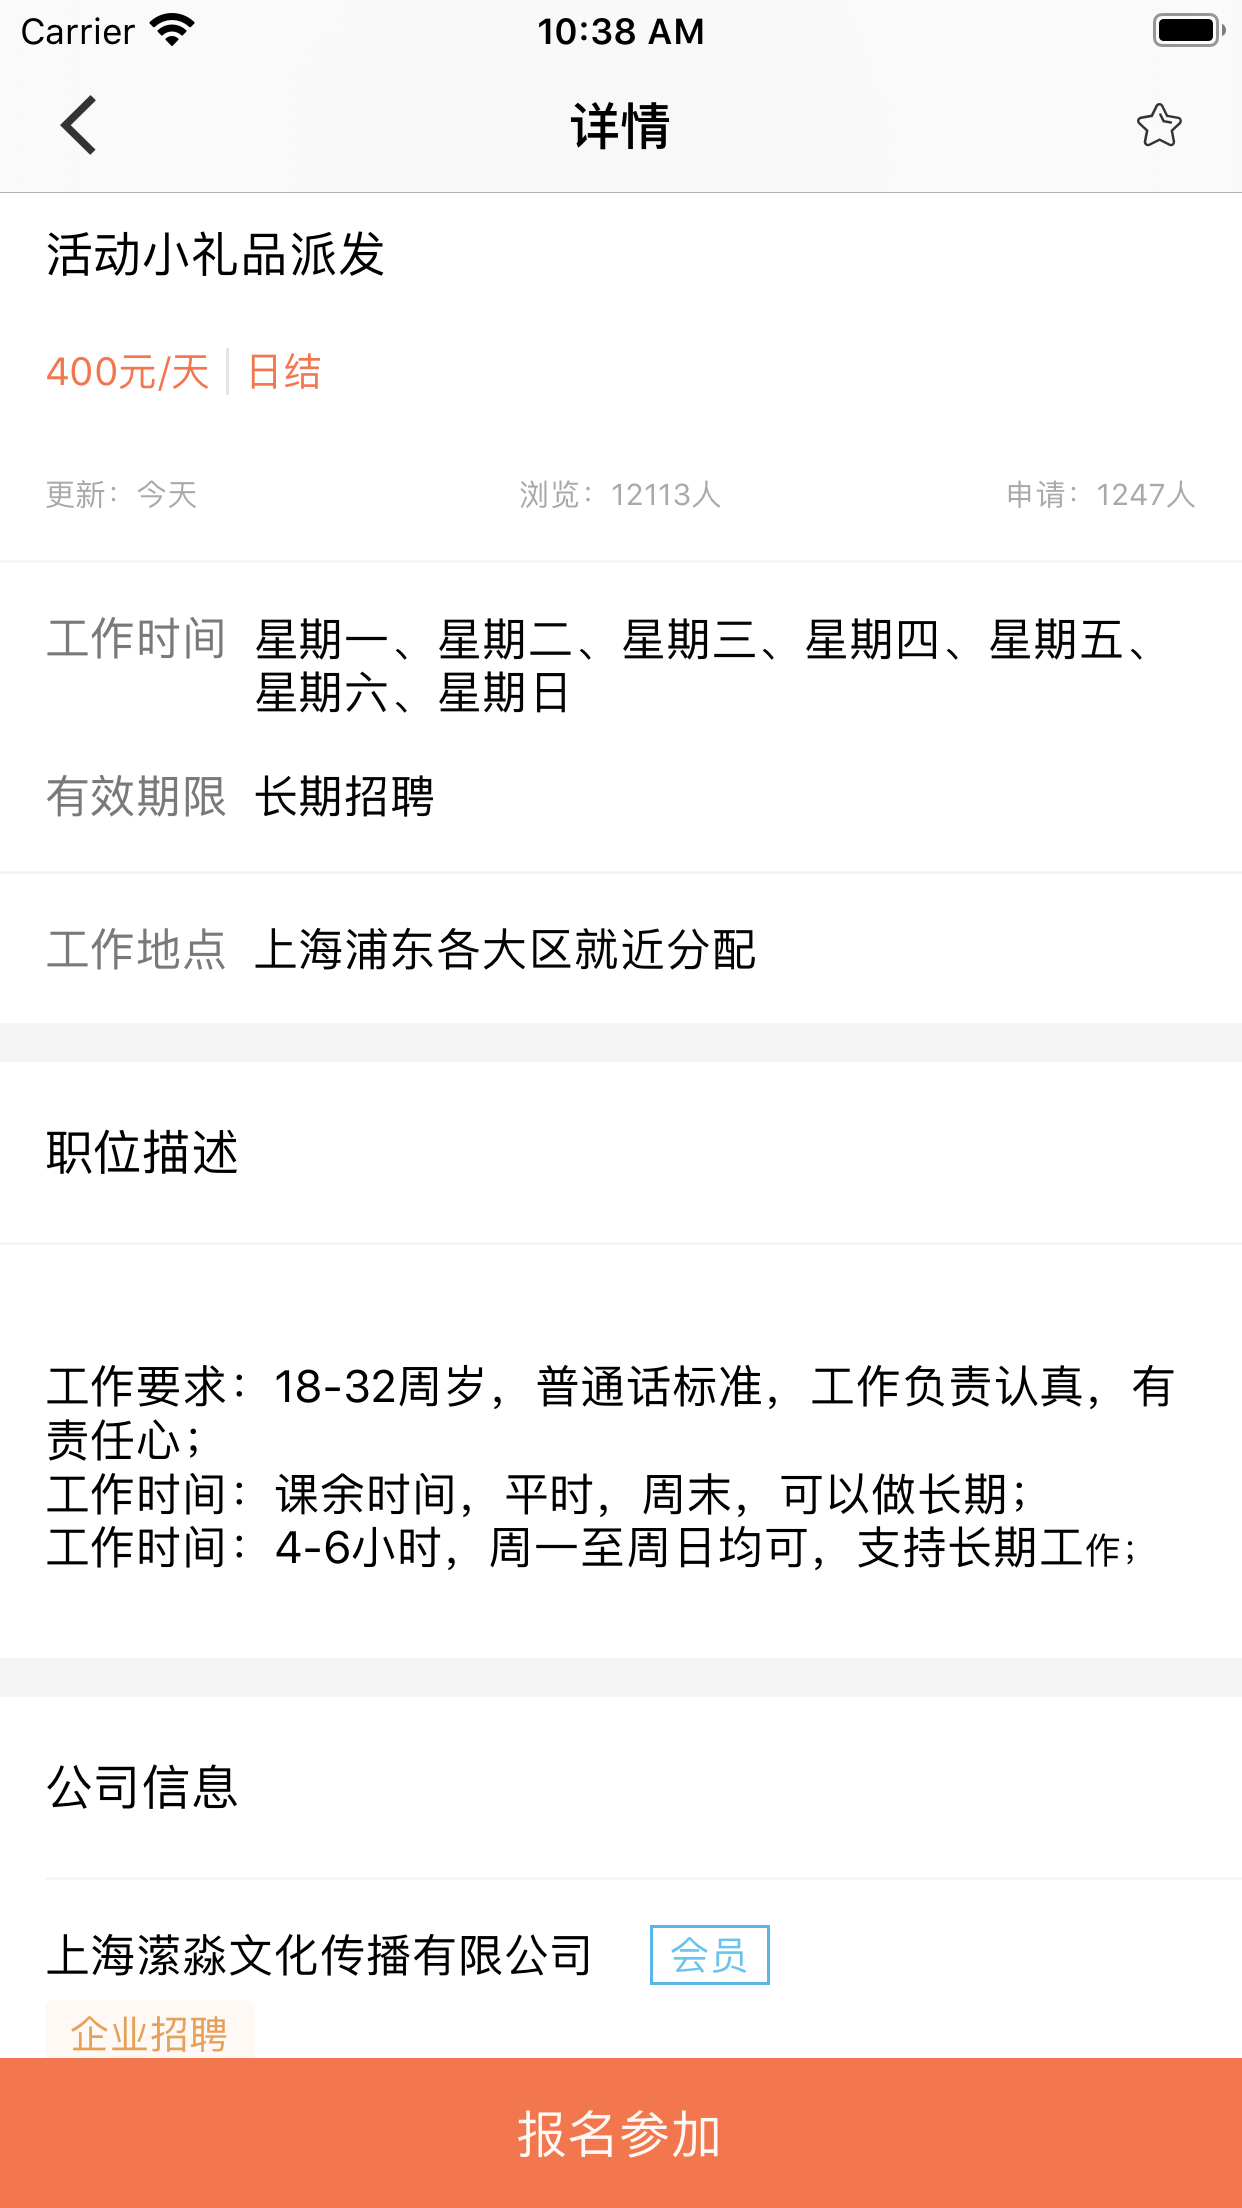 Carrier 10:38 AM
详情
活动小礼品派发
400元/天 日结
更新：今天 浏览：12113人 申请：1247人
工作时间 星期一、星期二、星期三、星期四、星期五、
星期六、星期日
有效期限 长期招聘
工作地点 上海浦东各大区就近分配
职位描述
工作要求：18-32周岁，普通话标准，工作负责认真，有
责任心；
工作时间：课余时间，平时，周末，可以做长期；
工作时间：4-6小时，周一至周日均可，支持长期工作；
公司信息
上海潆淼文化传播有限公司 会员
企业招聘
报名参加